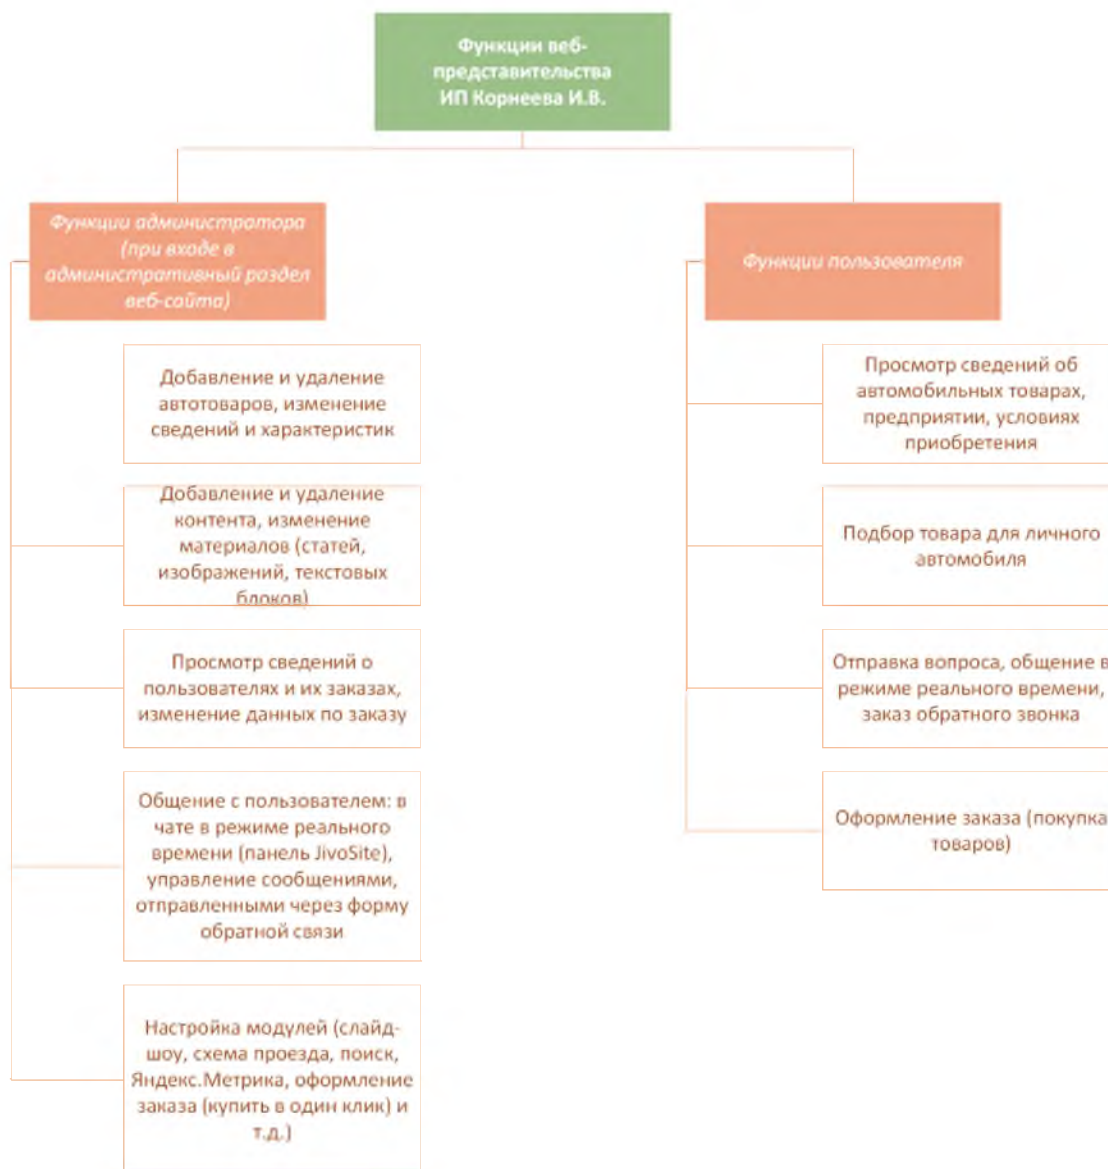 Функции веб-
представительства
ИП Корнеева И.В.
Функции администратора
(при входе в
административный раздел
веб-сайта)
Добавление и удаление
автотоваров, изменение
сведений и характеристик
Добавление и удаление
контента, изменение
материалов (статей,
изображений, текстовых
блоков)
Просмотр сведений о
пользователях и их заказах,
изменение данных по заказу
Общение с пользователем: в
чате в режиме реального
времени (панель JivoSite),
управление сообщениями,
отправленными через форму
обратной связи
Настройка модулей (слайд-
шоу, схема проезда, поиск,
Яндекс.Метрика, оформление
заказа (купить в один клик) и
т.д.)
Функции пользователя
Просмотр сведений об
автомобильных товарах,
предприятии, условиях
приобретения
Подбор товара для личного
автомобиля
Отправка вопроса, общение в
режиме реального времени,
заказ обратного звонка
Оформление заказа (покупка
товаров)